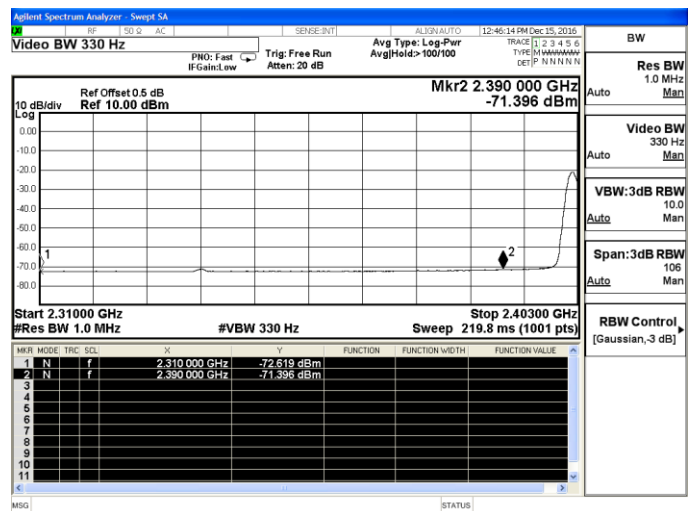 Agilent Spectrum Analyzer - Swept SA
RF 50 Ω AC SENSE:INT ALIGN AUTO 12:46:14 PM Dec 15, 2016
Video BW 330 Hz
PNO: Fast
IFGain:Low
Trig: Free Run
Atten: 20 dB
Avg Type: Log-Pwr
Avg|Hold:>100/100
TRACE 1 2 3 4 5 6
TYPE M
DET P N N N N N
Mkr2 2.390 000 GHz
-71.396 dBm
Ref Offset 0.5 dB
10 dB/div Ref 10.00 dBm
Log
0.00
-10.0
-20.0
-30.0
-40.0
-50.0
-60.0
-70.0
-80.0
1
2
Start 2.31000 GHz Stop 2.40300 GHz
#Res BW 1.0 MHz #VBW 330 Hz Sweep 219.8 ms (1001 pts)
MKR MODE TRC SCL X Y FUNCTION FUNCTION WIDTH FUNCTION VALUE
1 N f 2.310 000 GHz -72.619 dBm
2 N f 2.390 000 GHz -71.396 dBm
3
4
5
6
7
8
9
10
11
MSG STATUS
BW
Res BW
1.0 MHz
Auto Man
Video BW
330 Hz
Auto Man
VBW:3dB RBW
10.0
Auto Man
Span:3dB RBW
106
Auto Man
RBW Control
[Gaussian,-3 dB]